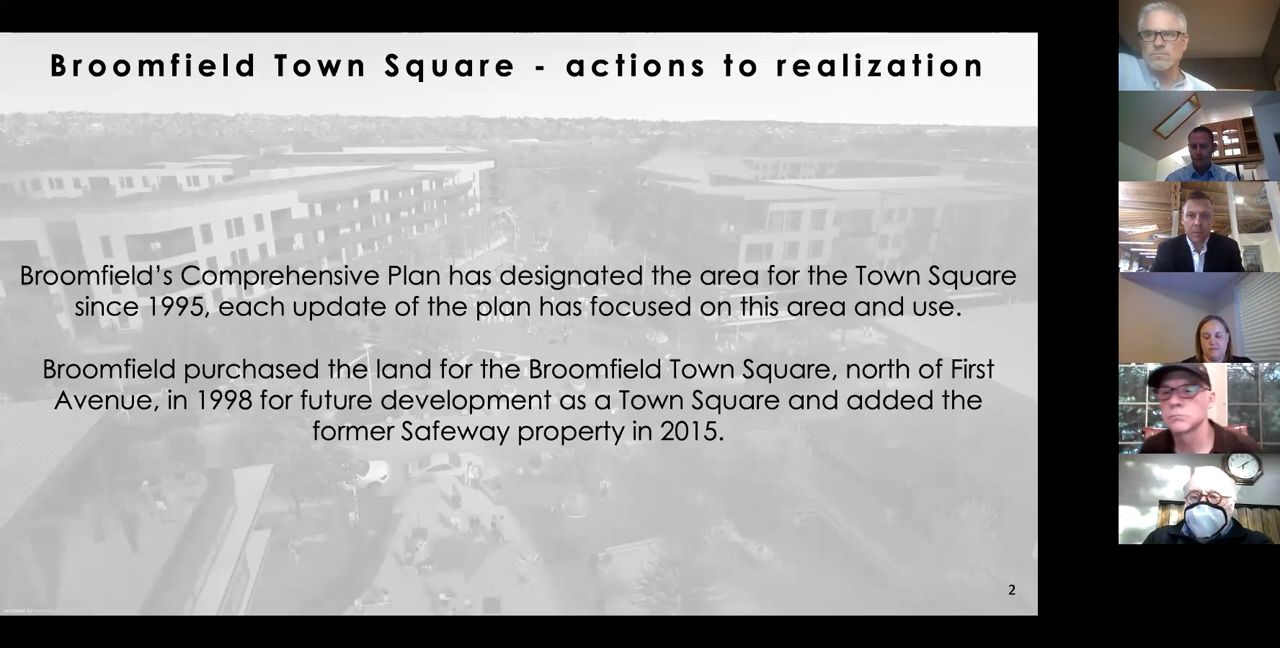 Broomfield Town Square - actions to realization
Broomfield's Comprehensive Plan has designated the area for the Town Square
since 1995, each update of the plan has focused on this area and use.
Broomfield purchased the land for the Broomfield Town Square, north of First
Avenue, in 1998 for future development as a Town Square and added the
former Safeway property in 2015.
2